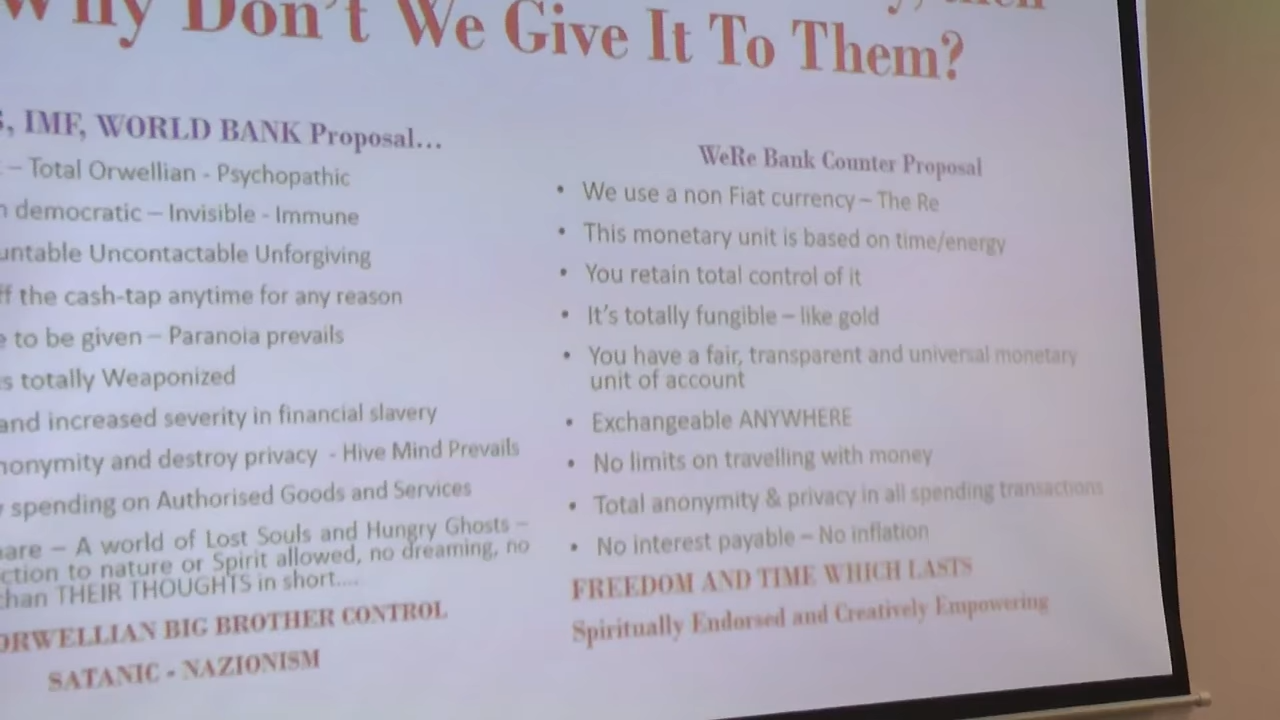 Why Don't We Give It To Them?
IMF, WORLD BANK Proposal...
– Total Orwellian - Psychopathic
democratic – Invisible - Immune
Uncontactable Unforgiving
the cash-tap anytime for any reason
to be given – Paranoia prevails
totally Weaponized
and increased severity in financial slavery
and destroy privacy - Hive Mind Prevails
spending on Authorised Goods and Services
– A world of Lost Souls and Hungry Ghosts –
to nature or Spirit allowed, no dreaming, no
than THEIR THOUGHTS in short....
ORWELLIAN BIG BROTHER CONTROL
SATANIC - NAZIONISM
WeRe Bank Counter Proposal
• We use a non Fiat currency – The Re
• This monetary unit is based on time/energy
• You retain total control of it
• It's totally fungible – like gold
• You have a fair, transparent and universal monetary
unit of account
• Exchangeable ANYWHERE
• No limits on travelling with money
• Total anonymity & privacy in all spending transactions
• No interest payable – No inflation
FREEDOM AND TIME WHICH LASTS
Spiritually Endorsed and Creatively Empowering